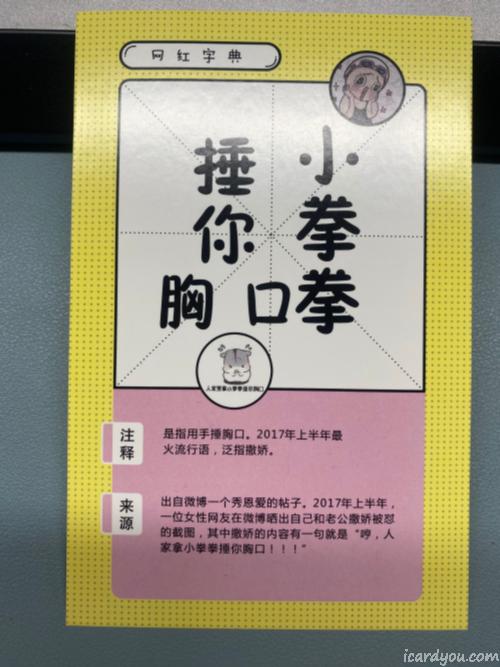 网红字典
小拳拳
捶你
胸口
人家要拿小拳拳捶你胸口
注释
是指用手捶胸口。2017年上半年最
火流行语，泛指撒娇。
来源
出自微博一个秀恩爱的帖子。2017年上半年，
一位女性网友在微博晒出自己和老公撒娇被怼
的截图，其中撒娇的内容有一句就是“哼，人
家拿小拳拳捶你胸口！！！”
icardyou.com